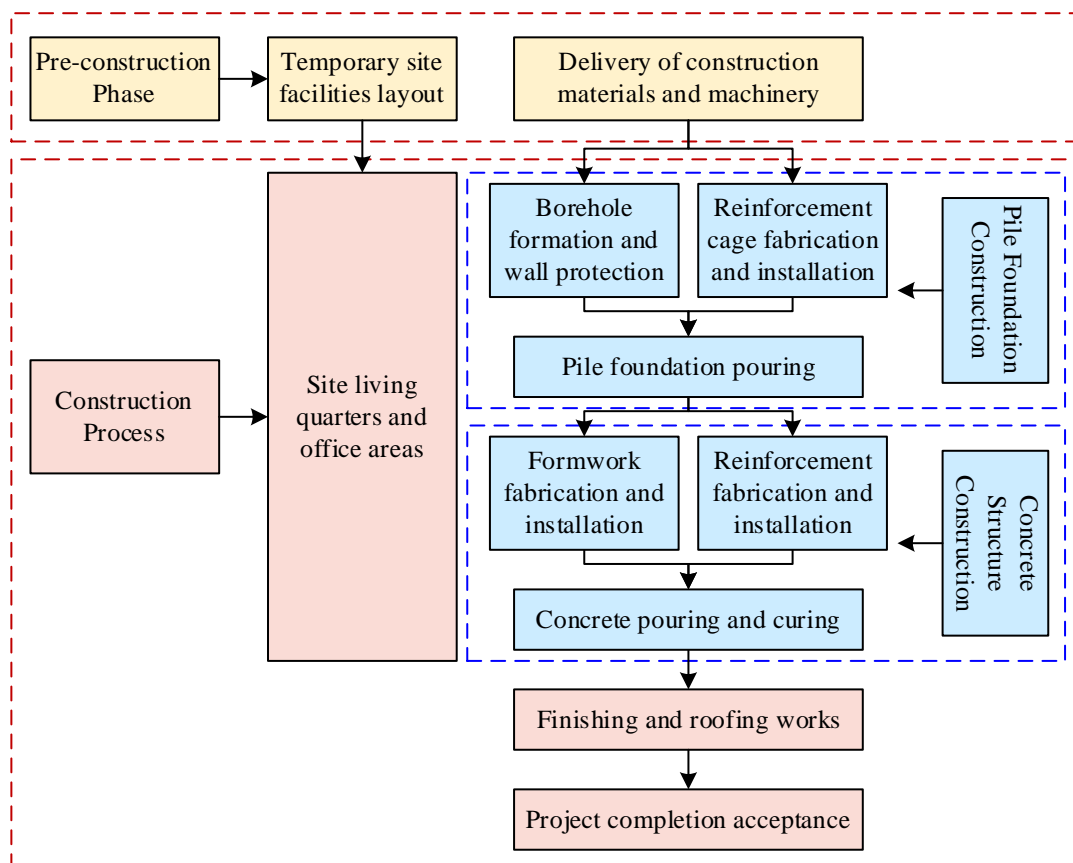 Pre-construction
Phase
Temporary site
facilities layout
Delivery of construction
materials and machinery
Borehole
formation and
wall protection
Reinforcement
cage fabrication
and installation
Pile Foundation
Construction
Pile foundation pouring
Construction
Process
Site living
quarters and
office areas
Formwork
fabrication and
installation
Reinforcement
fabrication and
installation
Concrete
Structure
Construction
Concrete pouring and curing
Finishing and roofing works
Project completion acceptance